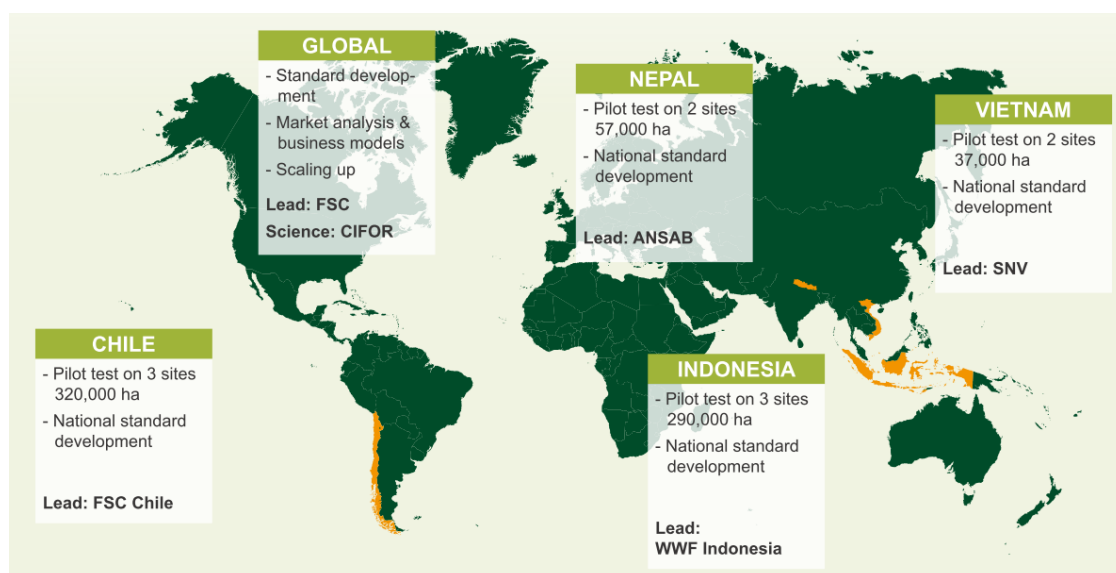 GLOBAL
- Standard develop-
ment
- Market analysis &
business models
- Scaling up
Lead: FSC
Science: CIFOR
NEPAL
- Pilot test on 2 sites
57,000 ha
- National standard
development
Lead: ANSAB
VIETNAM
- Pilot test on 2 sites
37,000 ha
- National standard
development
Lead: SNV
CHILE
- Pilot test on 3 sites
320,000 ha
- National standard
development
Lead: FSC Chile
INDONESIA
- Pilot test on 3 sites
290,000 ha
- National standard
development
Lead:
WWF Indonesia